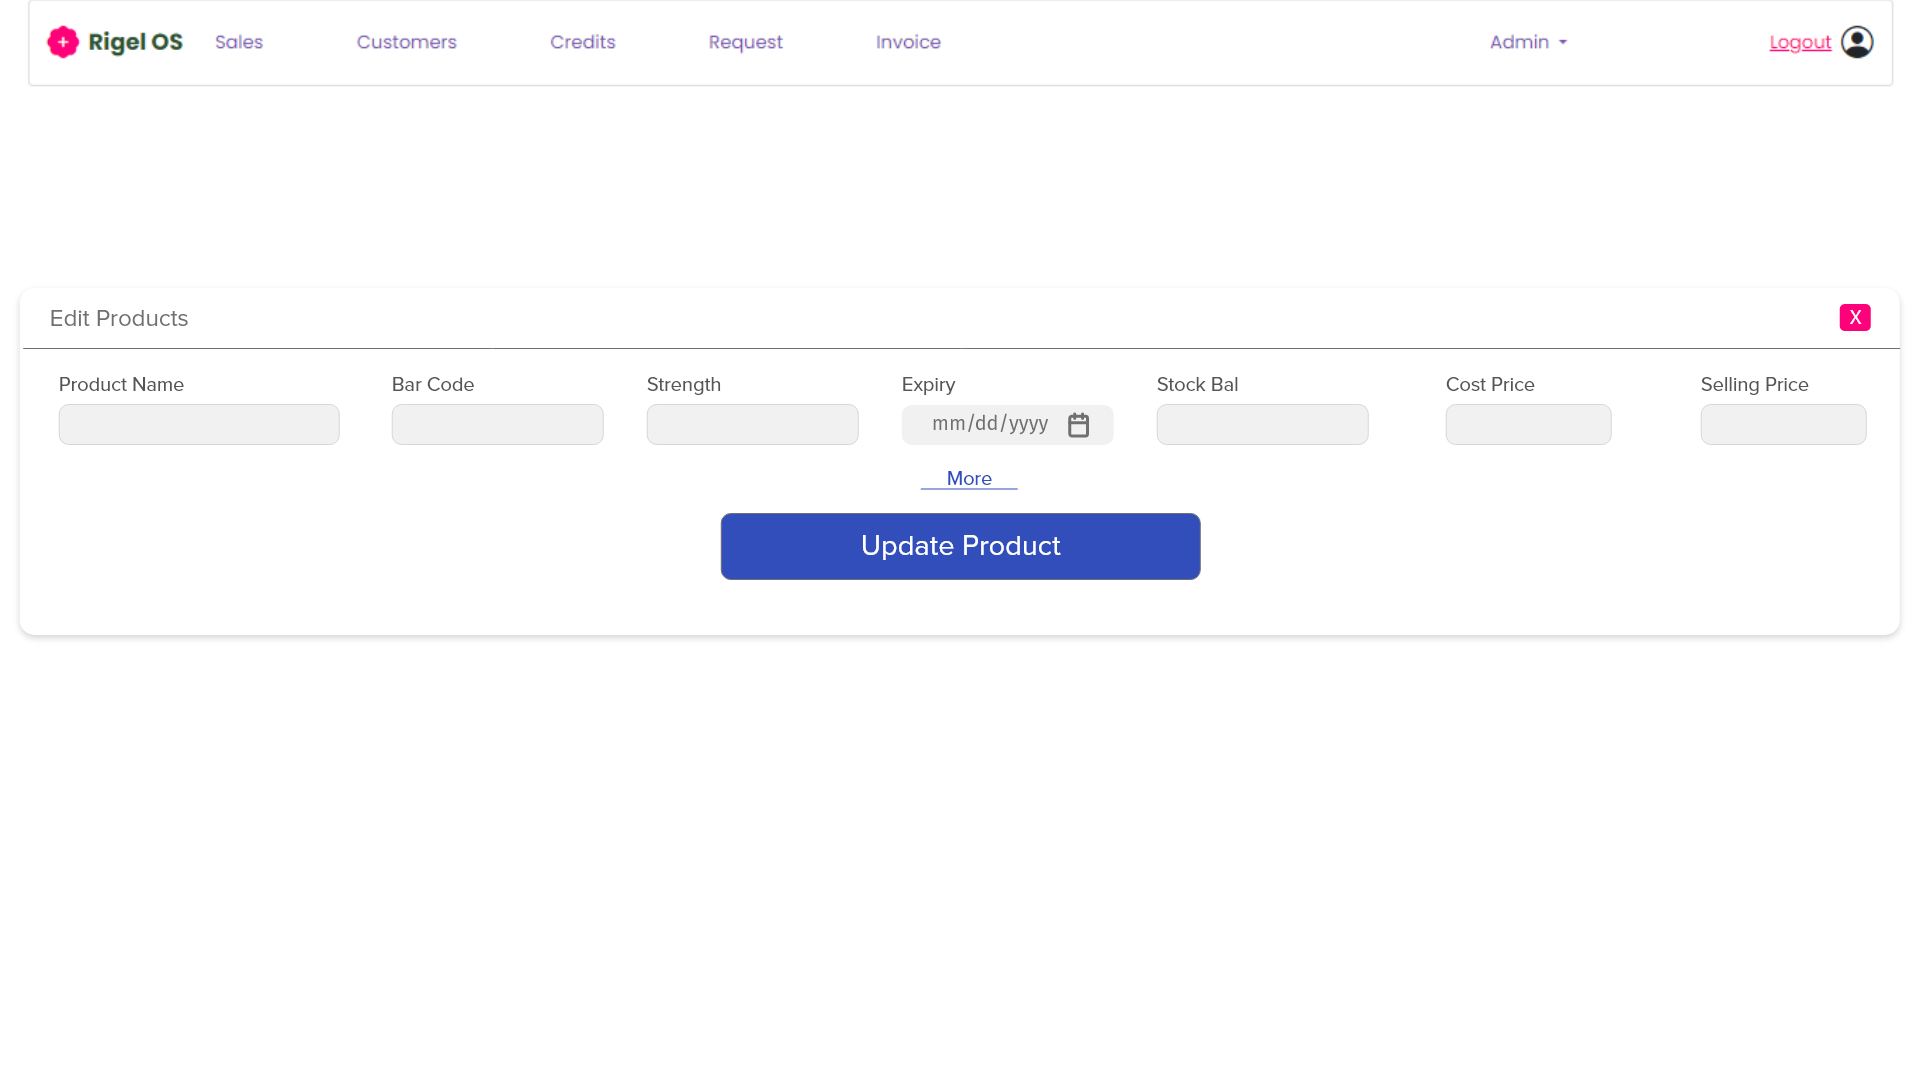 Rigel OS Sales Customers Credits Request Invoice Admin Logout
Edit Products X
Product Name Bar Code Strength Expiry Stock Bal Cost Price Selling Price
mm/dd/yyyy
More
Update Product